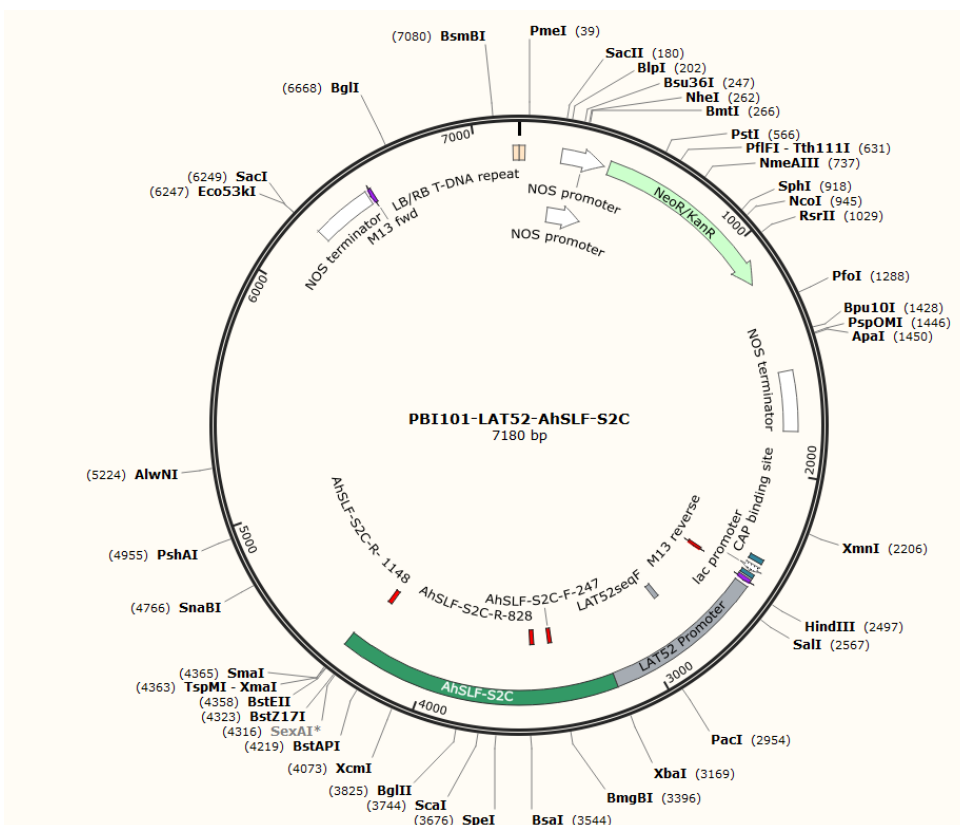 (7080) BsmBI
PmeI (39)
SacII (180)
BlpI (202)
Bsu36I (247)
NheI (262)
BmtI (266)
PstI (566)
PflFI - Tth111I (631)
NmeAIII (737)
SphI (918)
NcoI (945)
RsrII (1029)
PfoI (1288)
Bpu10I (1428)
PspOMI (1446)
ApaI (1450)
XmnI (2206)
HindIII (2497)
SalI (2567)
PacI (2954)
XbaI (3169)
BmgBI (3396)
BsaI (3544)
(3676) SpeI
(3744) ScaI
(3825) BglII
(4073) XcmI
(4219) BstAPI
(4316) SexAI*
(4323) BstZ17I
(4358) BstEII
(4363) TspMI - XmaI
(4365) SmaI
(4766) SnaBI
(4955) PshAI
(5224) AlwNI
(6247) Eco53kI
(6249) SacI
(6668) BglI
7000
1000
2000
3000
4000
5000
6000
LB/RB T-DNA repeat
NOS promoter
NOS promoter
NeoR/KanR
NOS terminator
CAP binding site
lac promoter
M13 reverse
LAT52 Promoter
LAT52seqF
AhSLF-S2C-F-247
AhSLF-S2C-R-828
AhSLF-S2C-R- 1148
AhSLF-S2C
NOS terminator
M13 fwd
PBI101-LAT52-AhSLF-S2C
7180 bp